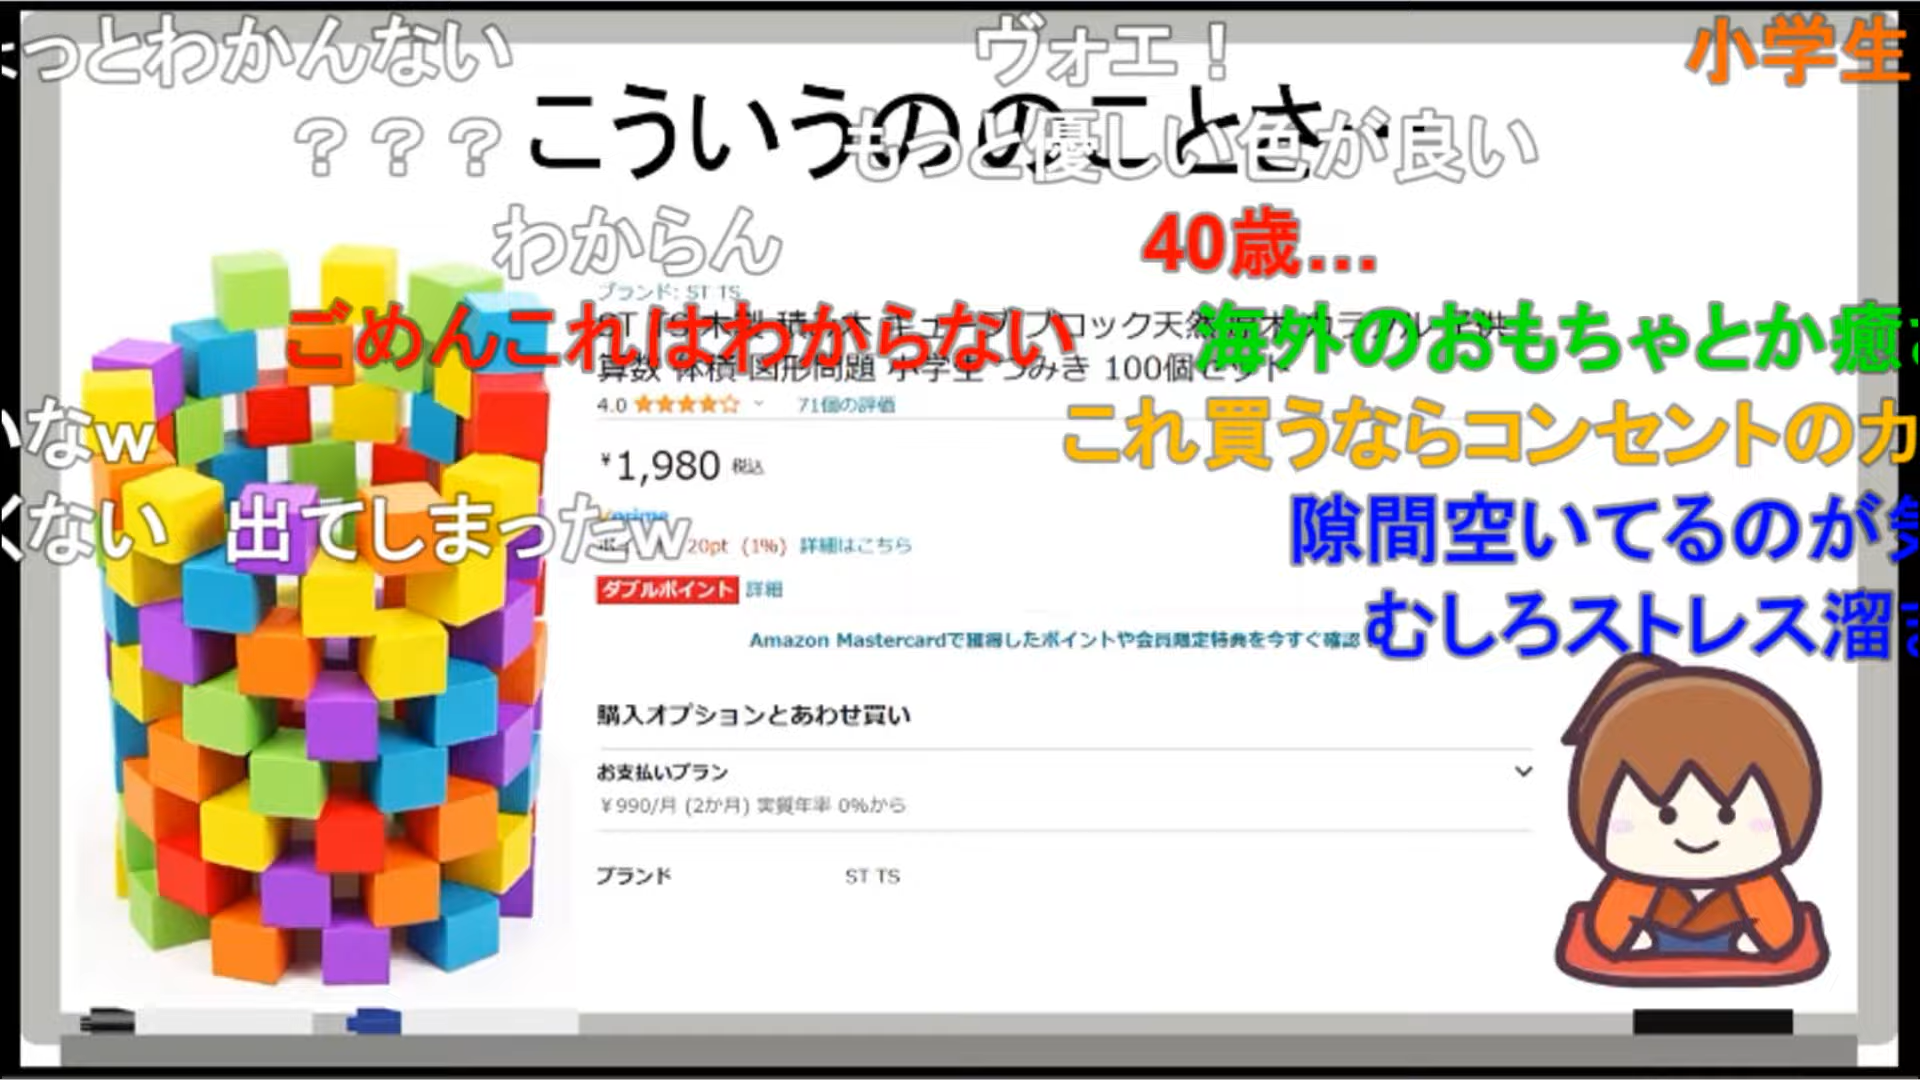 ょっとわかんない
ヴォエ！
小学生
こういうののことさ…
？？？
もっと優しい色が良い
わからん
40歳…
ブランド: ST TS
ごめんこれはわからない
海外のおもちゃとか癒
ブロック天然
算数 体積 図形問題 小学生 つみき 100個セット
4.0
71個の評価
いなw
これ買うならコンセントのカ
¥1,980 税込
prime
くない
出てしまったw
隙間空いてるのが気
20pt (1%) 詳細はこちら
ダブルポイント 詳細
むしろストレス溜ま
Amazon Mastercardで獲得したポイントや会員限定特典を今すぐ確認
購入オプションとあわせ買い
お支払いプラン
￥990/月 (2か月) 実質年率 0%から
ブランド ST TS